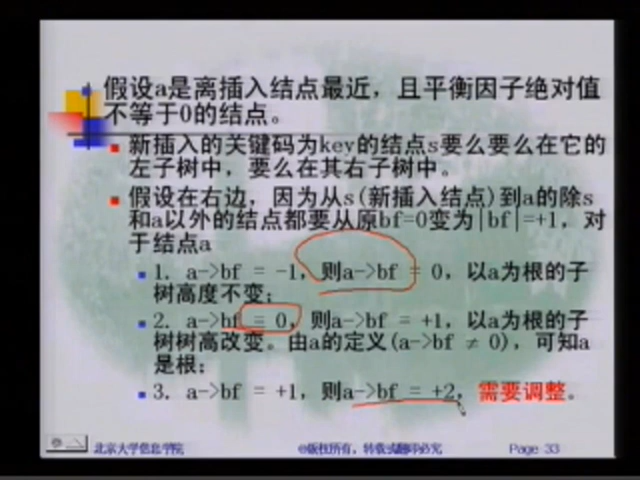 假设a是离插入结点最近，且平衡因子绝对值
不等于0的结点。
新插入的关键码为key的结点s要么要么在它的
左子树中，要么在其右子树中。
假设在右边，因为从s(新插入结点)到a的除s
和a以外的结点都要从原bf=0变为|bf|=+1，对
于结点a
1. a->bf = -1，则a->bf = 0，以a为根的子
树高度不变；
2. a->bf = 0，则a->bf = +1，以a为根的子
树树高改变。由a的定义(a->bf ≠ 0)，可知a
是根；
3. a->bf = +1，则a->bf = +2，需要调整。
北京大学信息学院
©版权所有，转载或翻印必究
Page 33